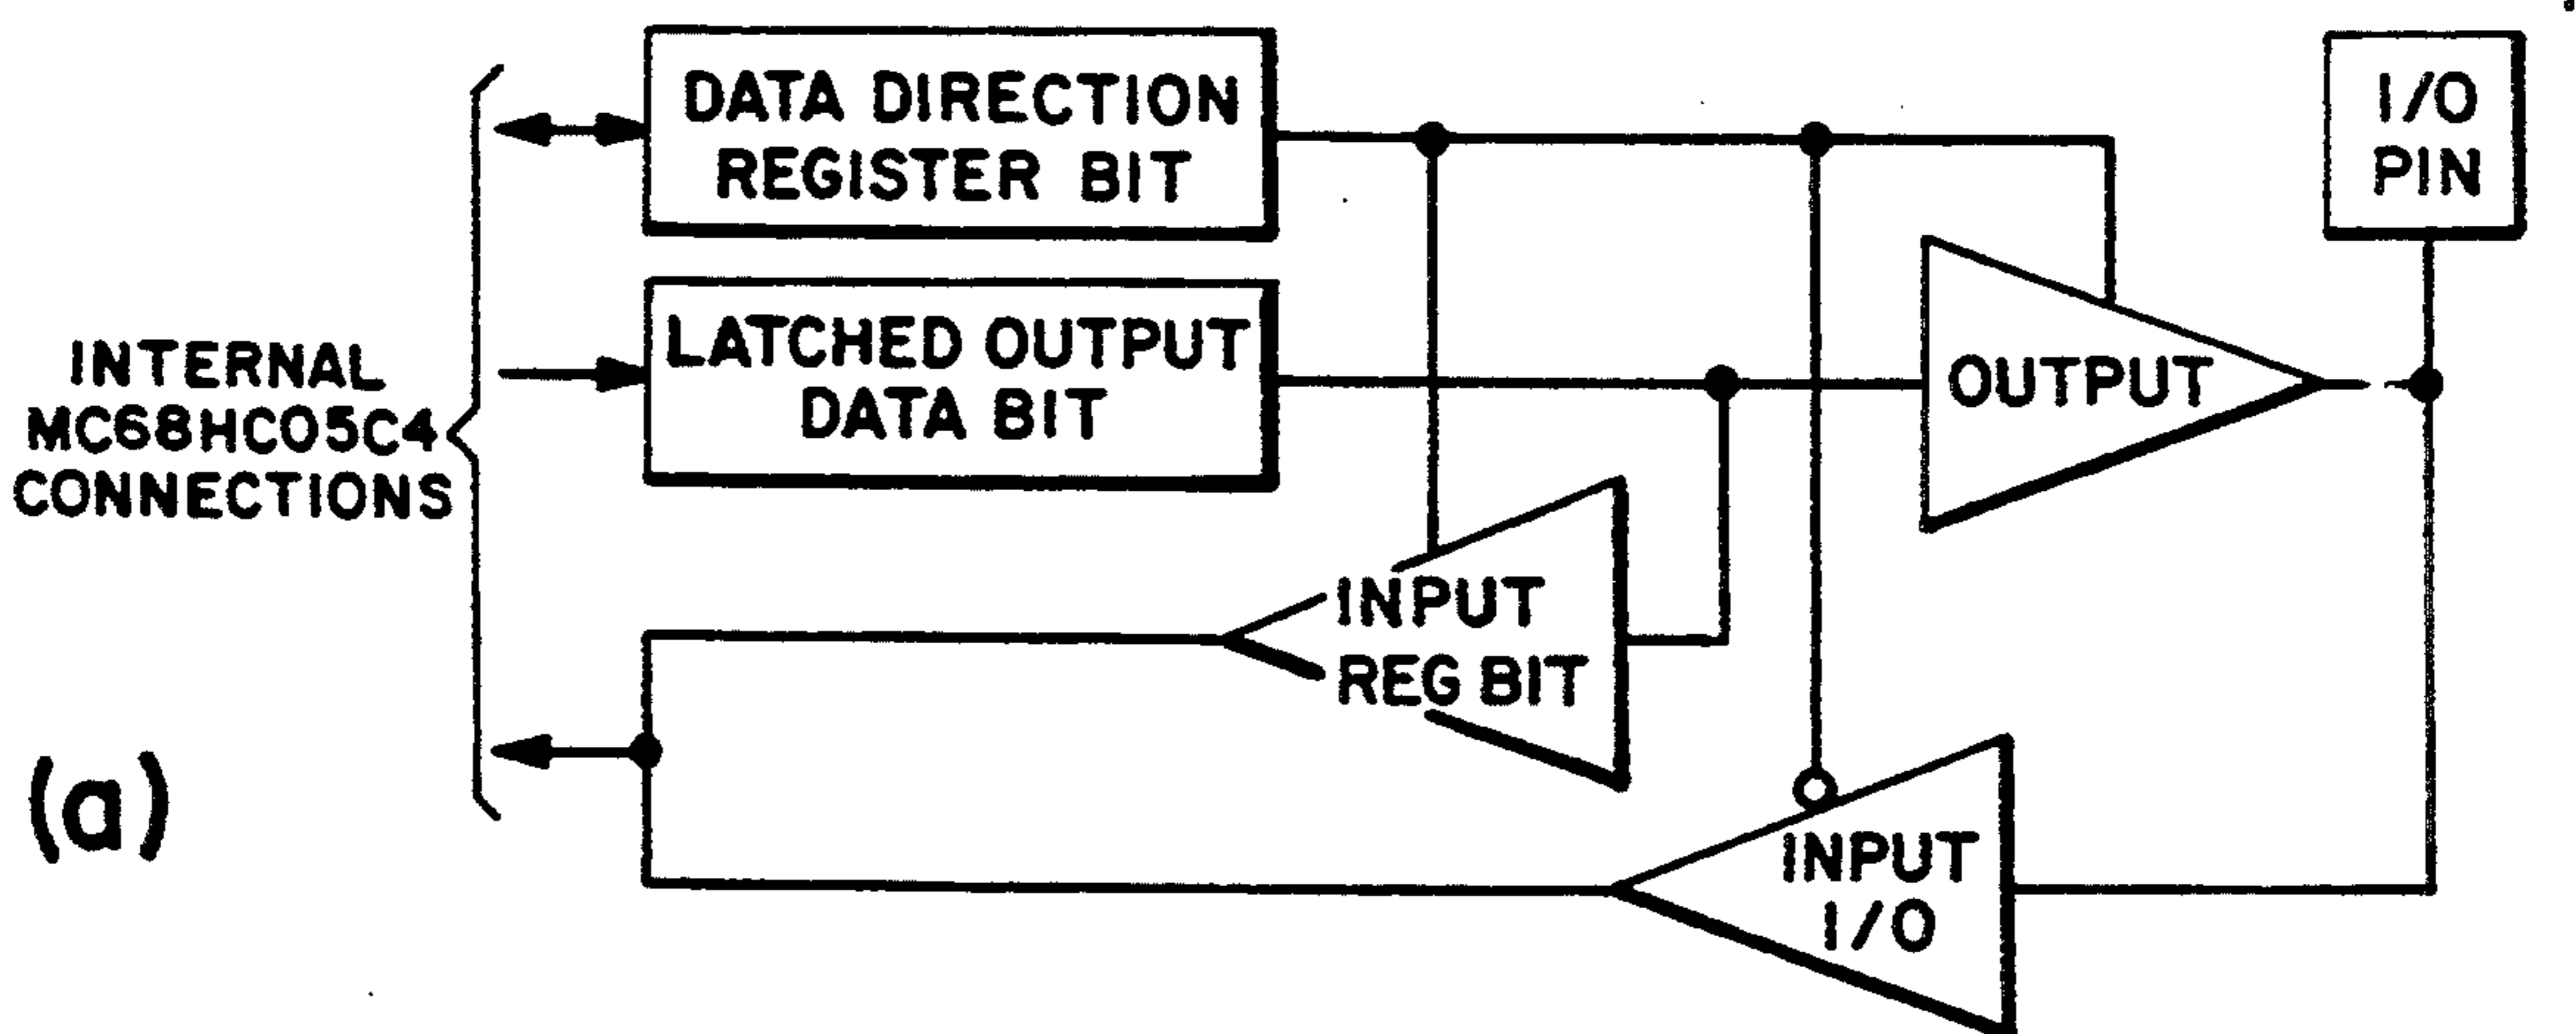 DATA DIRECTION
REGISTER BIT
I/O
PIN
LATCHED OUTPUT
DATA BIT
INTERNAL
MC68HC05C4
CONNECTIONS
OUTPUT
INPUT
REG BIT
INPUT
I/O
(a)